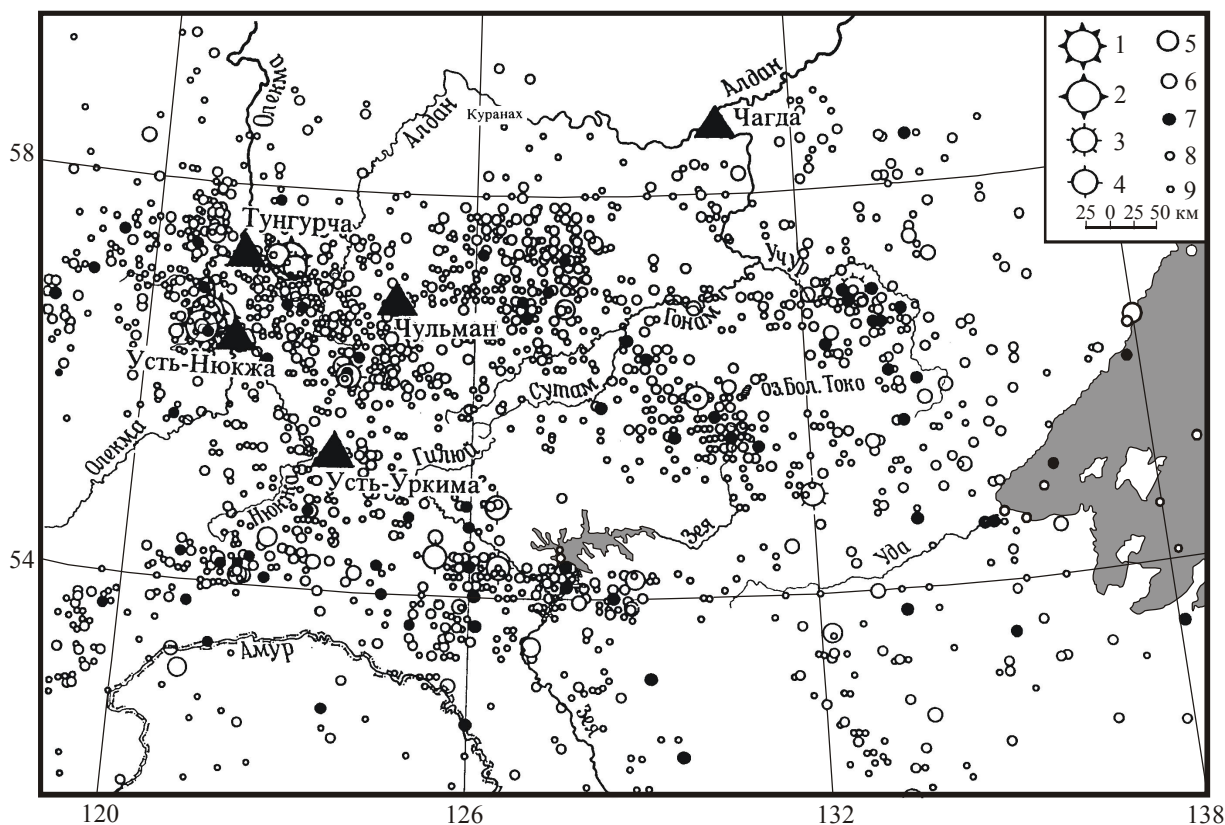 1
2
3
4
5
6
7
8
9
25 0 25 50 км
58
54
120
126
132
138
Олекма
Алдан
Куранах
Алдан
Чагда
Тунгурча
Учур
Чульман
Гонам
Усть-Нюкжа
Сутам
оз.Бол. Токо
Олекма
Гилюй
Усть-Уркима
Нюкжа
Зея
Уда
Амур
Зея